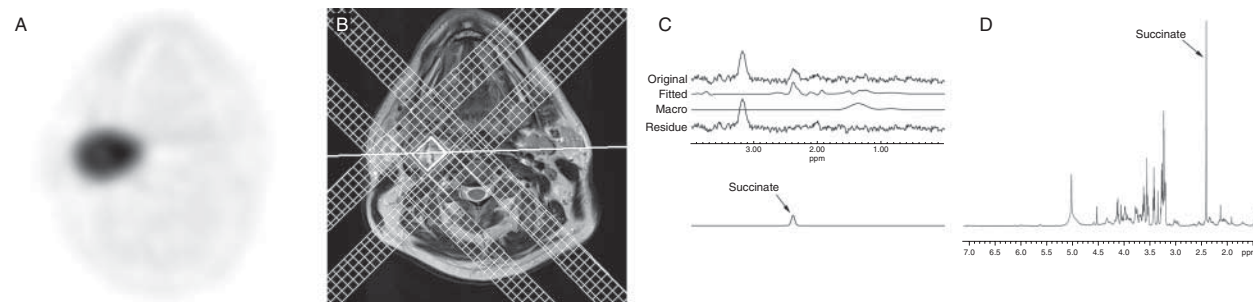 A
B
C
D
Original
Fitted
Macro
Residue
3.00 2.00 1.00
ppm
Succinate
Succinate
7.0 6.5 6.0 5.5 5.0 4.5 4.0 3.5 3.0 2.5 2.0 ppm